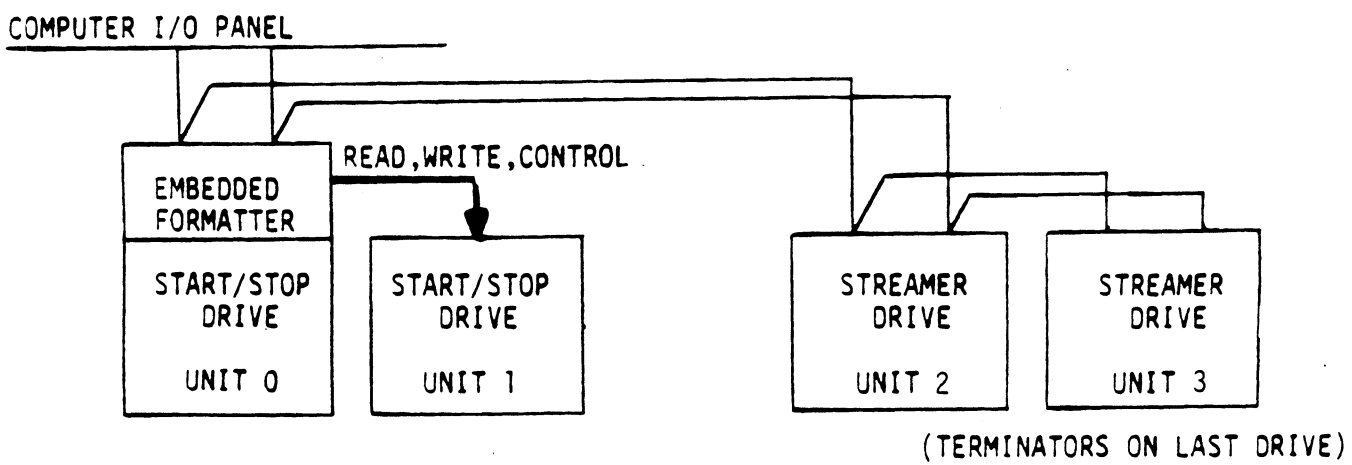 COMPUTER I/O PANEL
READ,WRITE,CONTROL
EMBEDDED
FORMATTER
START/STOP
DRIVE
UNIT 0
START/STOP
DRIVE
UNIT 1
STREAMER
DRIVE
UNIT 2
STREAMER
DRIVE
UNIT 3
(TERMINATORS ON LAST DRIVE)